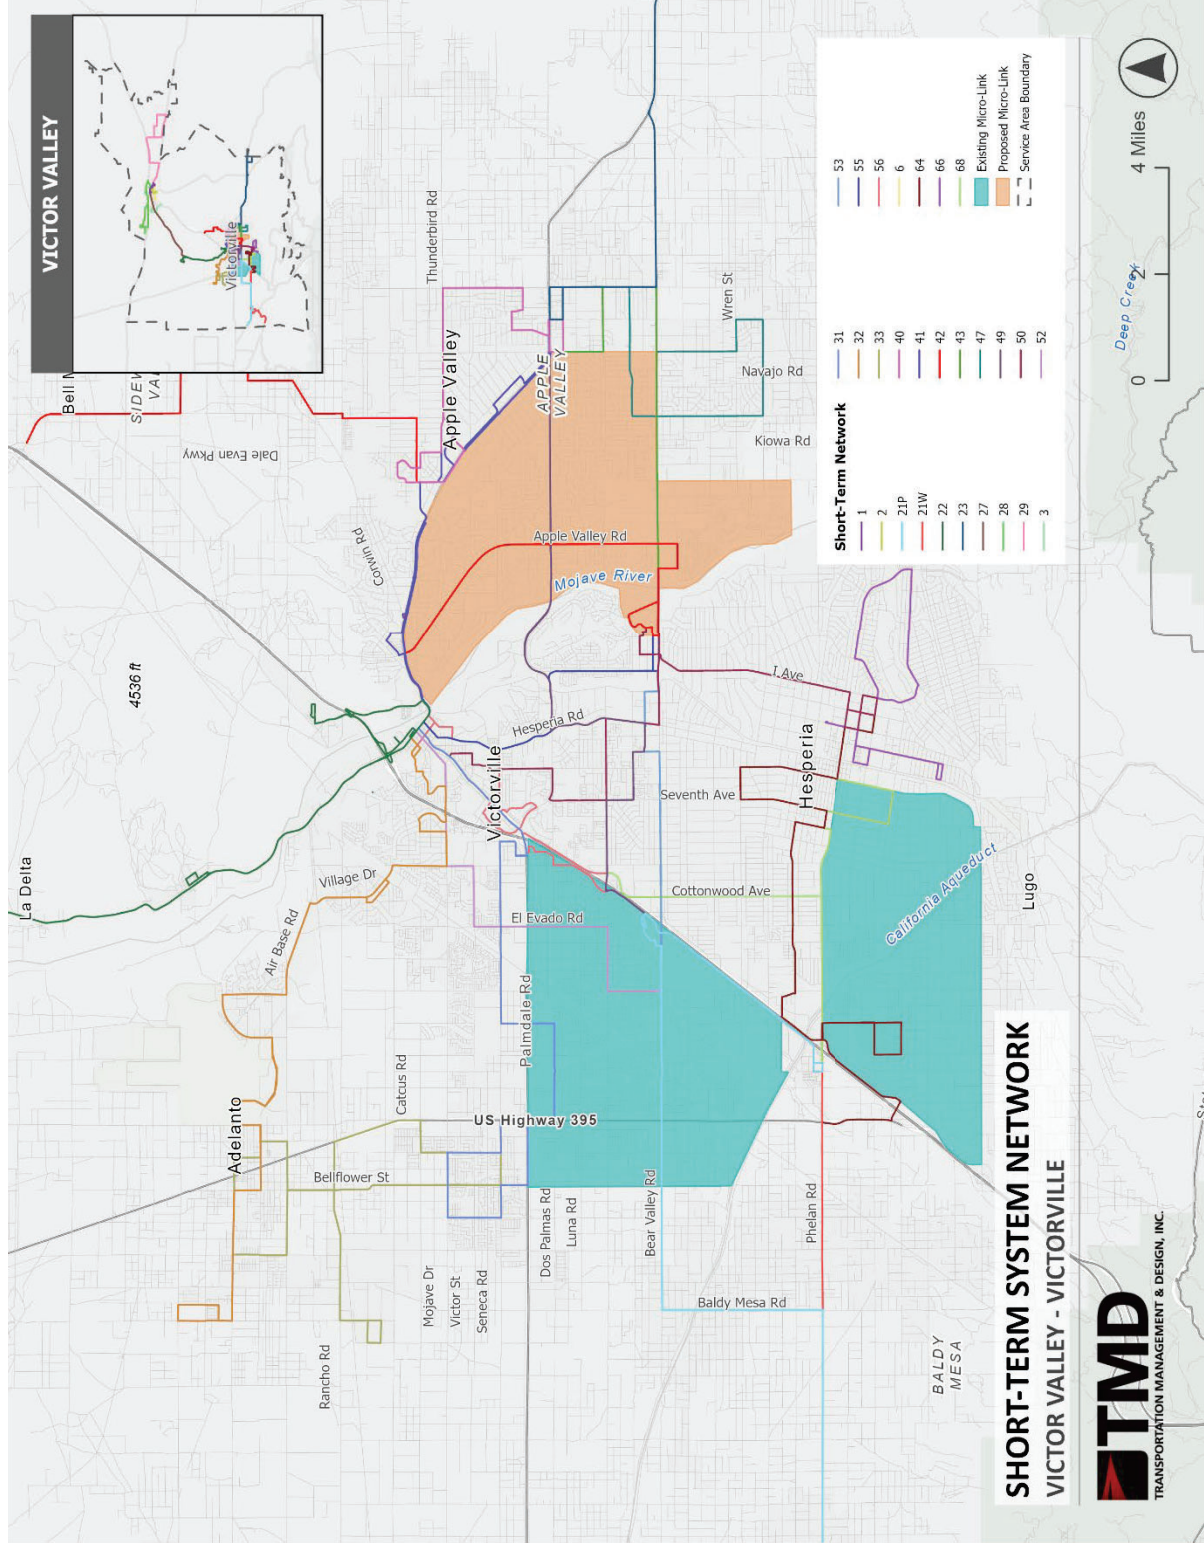 VICTOR VALLEY
Victorville
La Delta
4536 ft
Bell M
SIDEW
VA
Dale Evan Pkwy
Corwin Rd
Thunderbird Rd
Apple Valley
APPLE
VALLEY
Wren St
Navajo Rd
Kiowa Rd
Apple Valley Rd
Mojave River
Hesperia Rd
I Ave
Victorville
Hesperia
Seventh Ave
Village Dr
Air Base Rd
El Evado Rd
Cottonwood Ave
California Aqueduct
Lugo
Palmdale Rd
Catcus Rd
US Highway 395
Adelanto
Bellflower St
Dos Palmas Rd
Luna Rd
Bear Valley Rd
Phelan Rd
Mojave Dr
Victor St
Seneca Rd
Rancho Rd
Baldy Mesa Rd
BALDY
MESA
Deep Creek
Short-Term Network
1
2
21P
21W
22
23
27
28
29
3
31
32
33
40
41
42
43
47
49
50
52
53
55
56
6
64
66
68
Existing Micro-Link
Proposed Micro-Link
Service Area Boundary
0 2 4 Miles
SHORT-TERM SYSTEM NETWORK
VICTOR VALLEY - VICTORVILLE
TMD
TRANSPORTATION MANAGEMENT & DESIGN, INC.